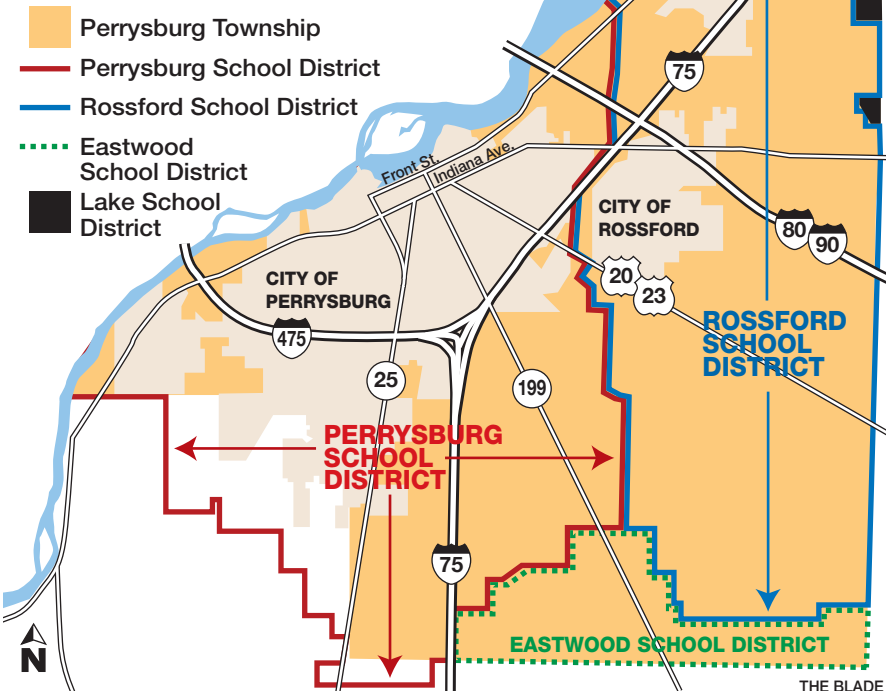 Perrysburg Township
Perrysburg School District
Rossford School District
Eastwood
School District
Lake School
District
75
Front St.
Indiana Ave.
CITY OF
ROSSFORD
80
90
20
23
CITY OF
PERRYSBURG
475
ROSSFORD
SCHOOL
DISTRICT
25
199
PERRYSBURG
SCHOOL
DISTRICT
75
EASTWOOD SCHOOL DISTRICT
N
THE BLADE